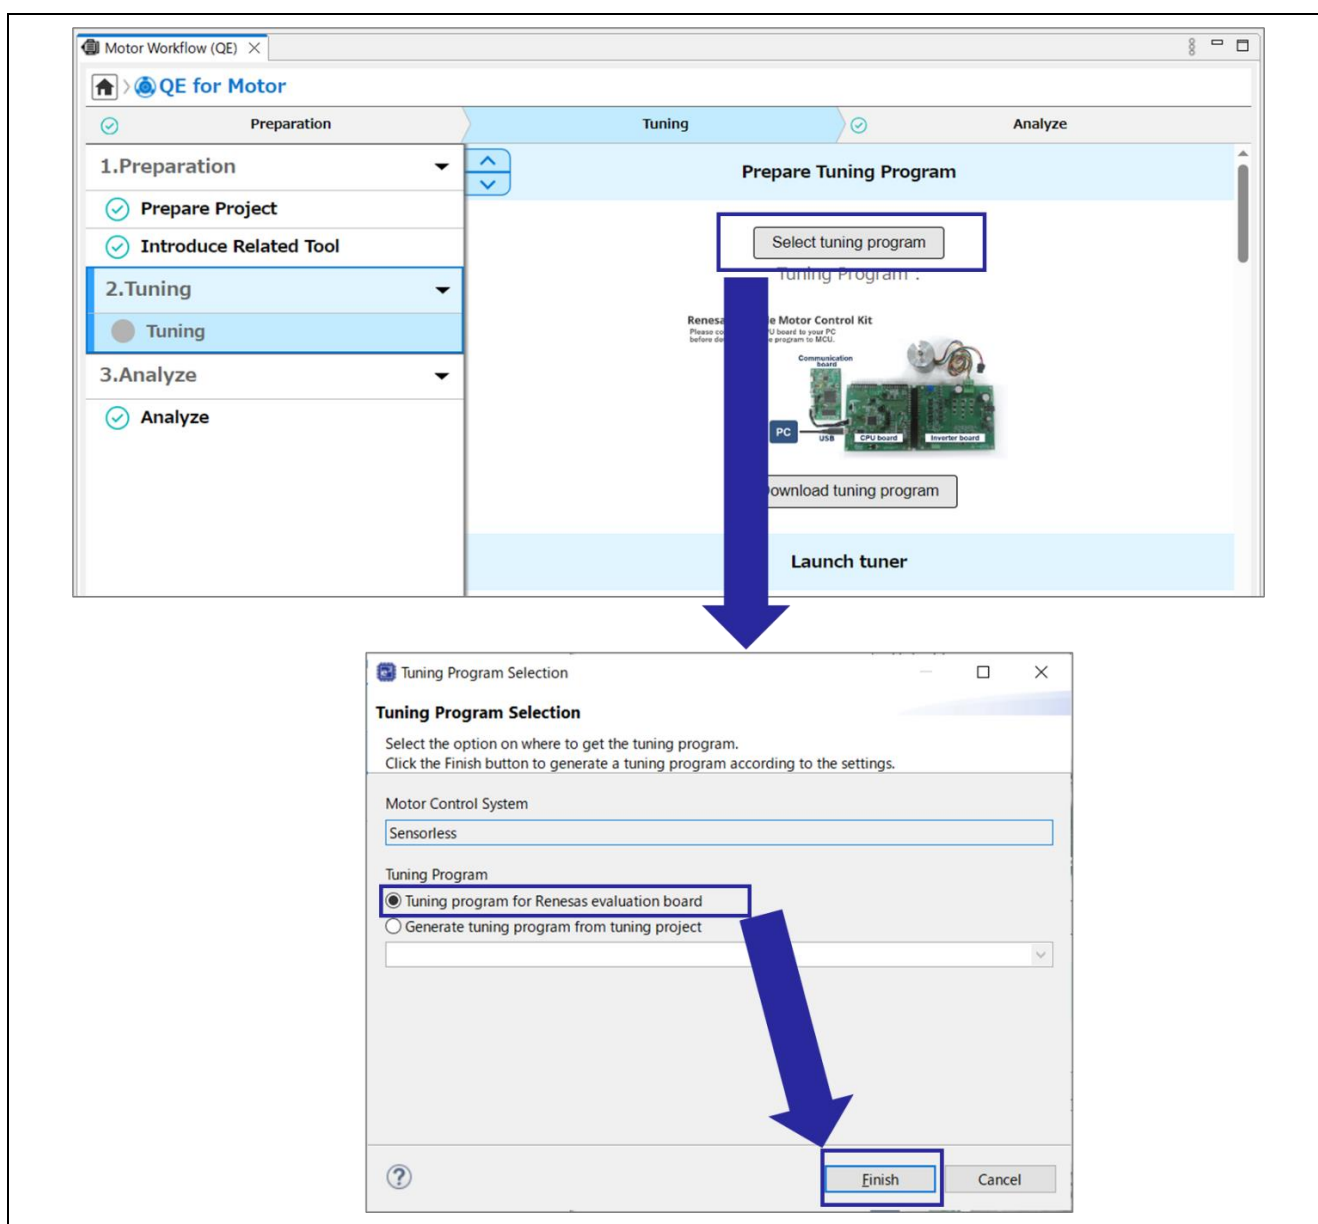 Motor Workflow (QE)
QE for Motor
Preparation
Tuning
Analyze
1.Preparation
Prepare Project
Introduce Related Tool
2.Tuning
Tuning
3.Analyze
Analyze
Prepare Tuning Program
Select tuning program
Tuning Program :
Motor Control Kit
Communication
board
PC
USB
CPU board
Inverter board
tuning program
Launch tuner
Tuning Program Selection
Tuning Program Selection
Select the option on where to get the tuning program.
Click the Finish button to generate a tuning program according to the settings.
Motor Control System
Sensorless
Tuning Program
Tuning program for Renesas evaluation board
Generate tuning program from tuning project
Finish
Cancel